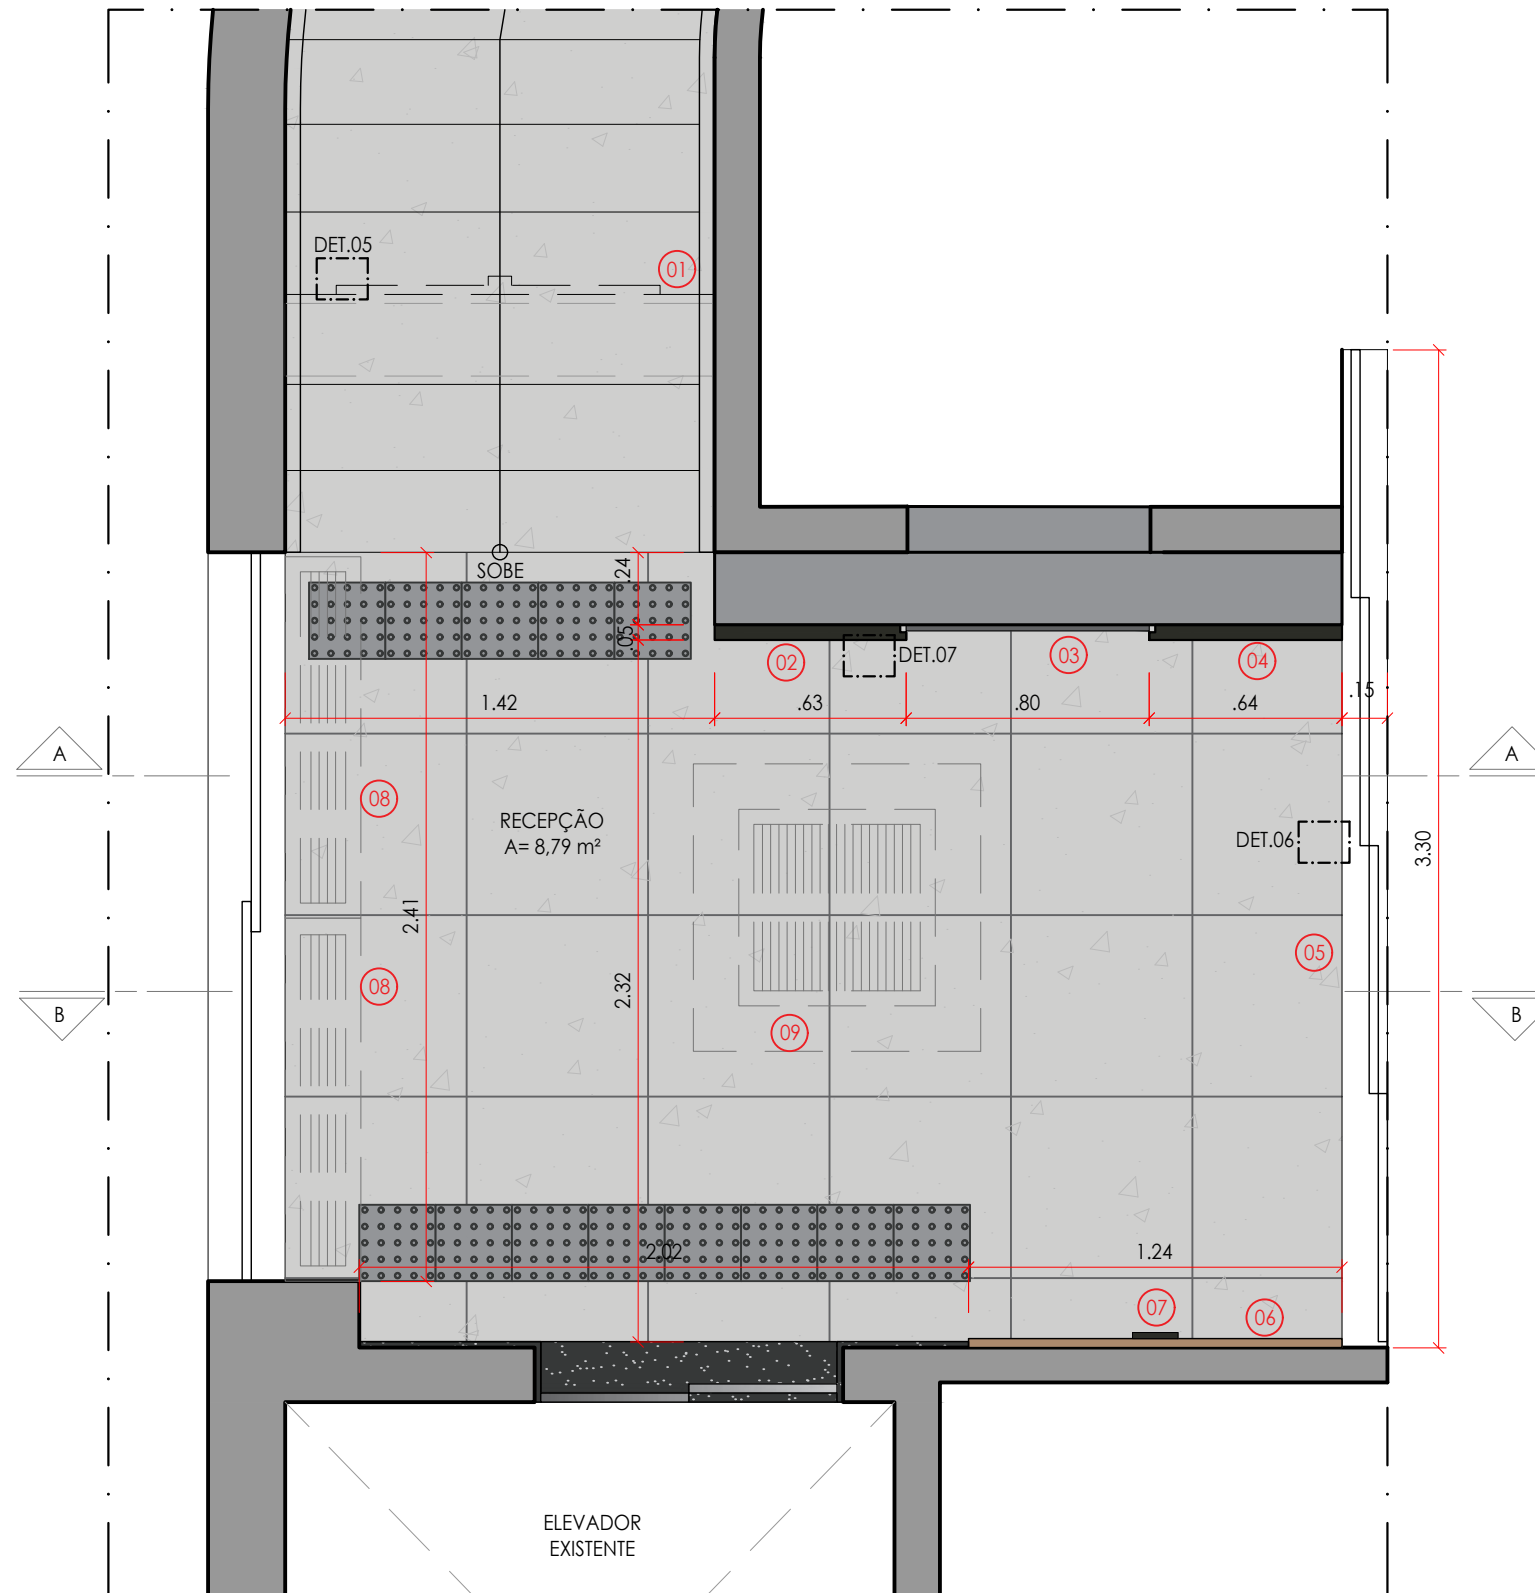 DET.05
01
SOBE
.24
.05
02
DET.07
03
04
1.42
.63
.80
.64
.15
A
A
08
RECEPÇÃO
A= 8,79 m²
DET.06
3.30
2.41
05
08
2.32
09
B
B
2.02
1.24
07
06
ELEVADOR
EXISTENTE